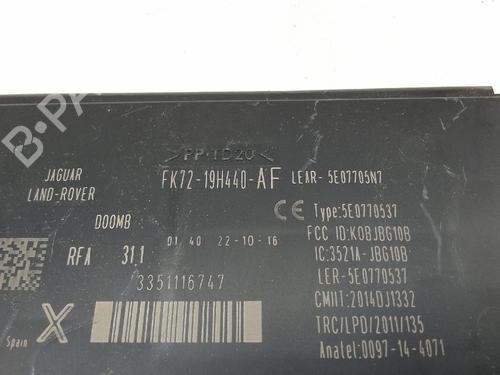 >PP-TD20<
JAGUAR
LAND-ROVER
FK72-19H440-AF
LEAR- 5E07705N7
D00MB
CE Type:5E0770537
FCC ID:KOBJBG10B
RFA 31.1
01 40 22-10-16
IC:3521A-JBG10B
LER-5E0770537
3351116747
CMIIT:2014DJ1332
TRC/LPD/2011/135
Spain X
Anatel:0097-14-4071
B-PA